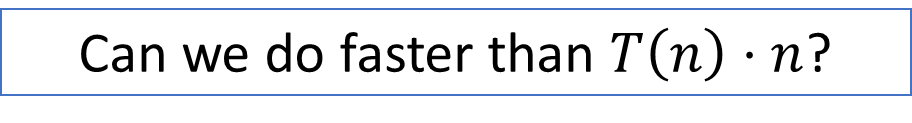 Can we do faster than T(n) · n?